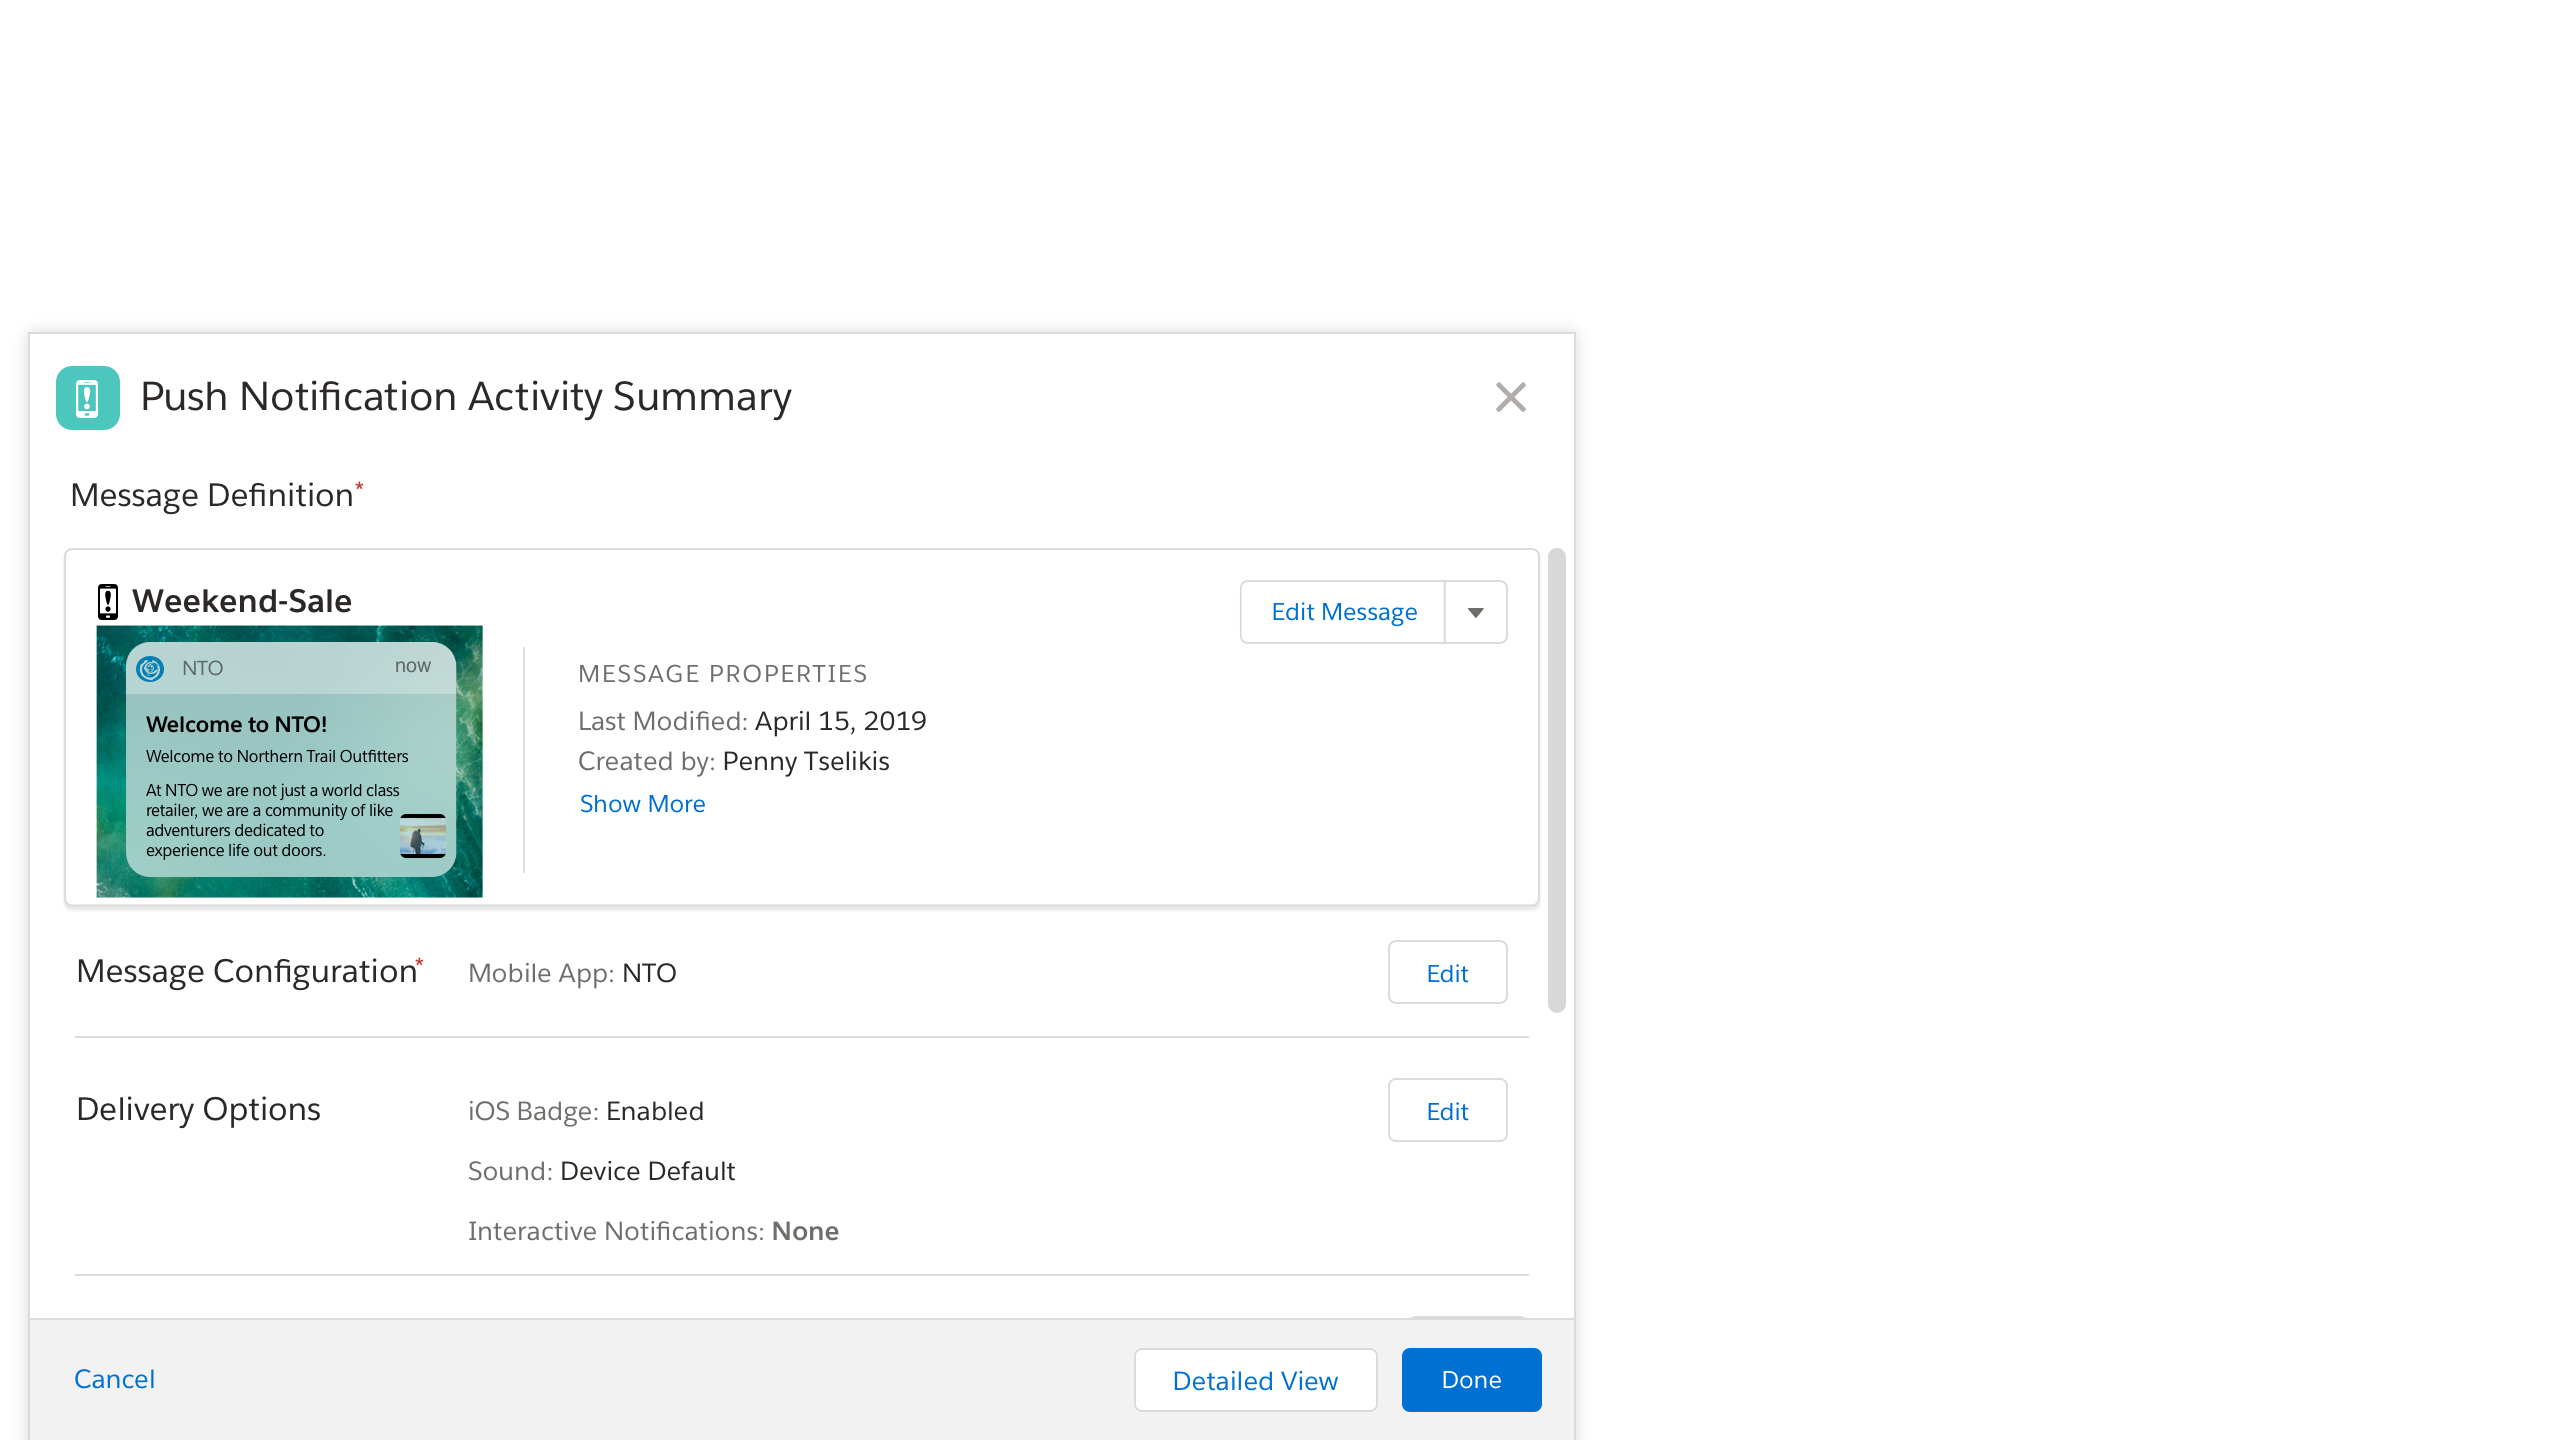 Push Notification Activity Summary
Message Definition*
Weekend-Sale
Edit Message
NTO now
Welcome to NTO!
Welcome to Northern Trail Outfitters
At NTO we are not just a world class
retailer, we are a community of like
adventurers dedicated to
experience life out doors.
MESSAGE PROPERTIES
Last Modified: April 15, 2019
Created by: Penny Tselikis
Show More
Message Configuration* Mobile App: NTO Edit
Delivery Options iOS Badge: Enabled Edit
Sound: Device Default
Interactive Notifications: None
Cancel Detailed View Done